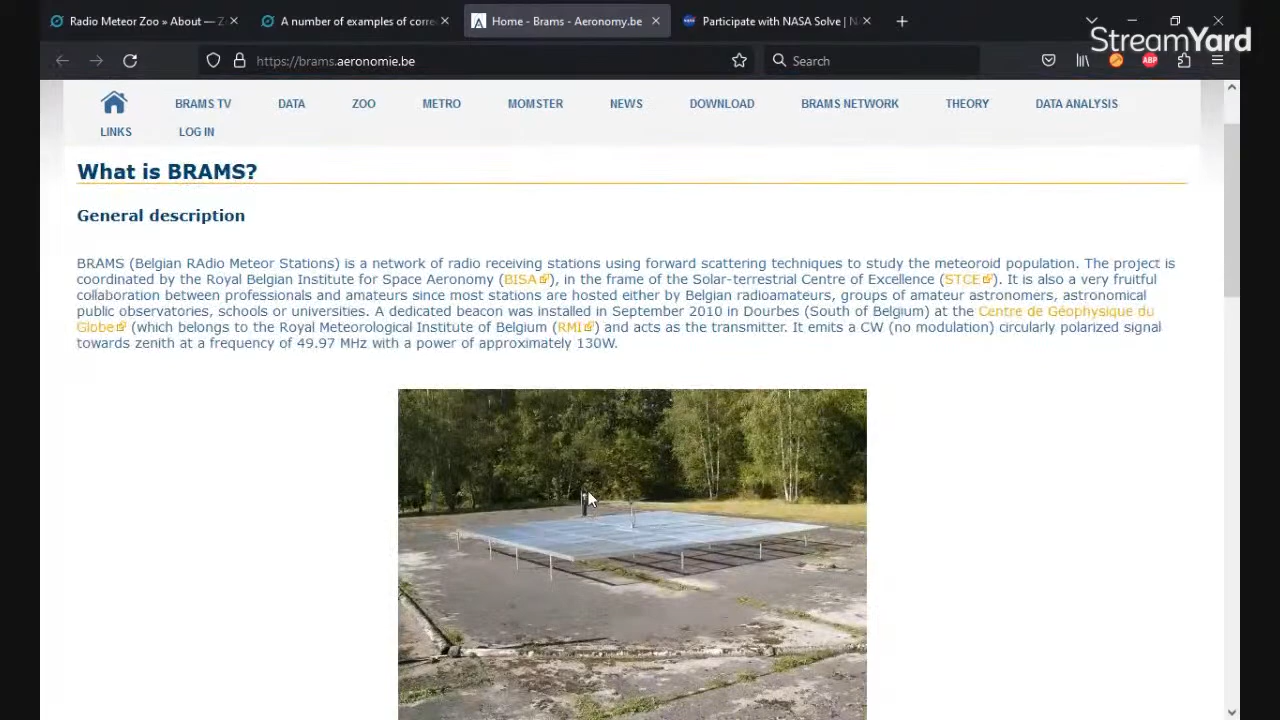 Radio Meteor Zoo » About — Z
A number of examples of corre
Home - Brams - Aeronomy.be
Participate with NASA Solve | N
StreamYard
https://brams.aeronomie.be
Search
ABP
BRAMS TV
DATA
ZOO
METRO
MOMSTER
NEWS
DOWNLOAD
BRAMS NETWORK
THEORY
DATA ANALYSIS
LINKS
LOG IN
What is BRAMS?
General description
BRAMS (Belgian RAdio Meteor Stations) is a network of radio receiving stations using forward scattering techniques to study the meteoroid population. The project is
coordinated by the Royal Belgian Institute for Space Aeronomy (BISA), in the frame of the Solar-terrestrial Centre of Excellence (STCE). It is also a very fruitful
collaboration between professionals and amateurs since most stations are hosted either by Belgian radioamateurs, groups of amateur astronomers, astronomical
public observatories, schools or universities. A dedicated beacon was installed in September 2010 in Dourbes (South of Belgium) at the Centre de Géophysique du
Globe (which belongs to the Royal Meteorological Institute of Belgium (RMI) and acts as the transmitter. It emits a CW (no modulation) circularly polarized signal
towards zenith at a frequency of 49.97 MHz with a power of approximately 130W.